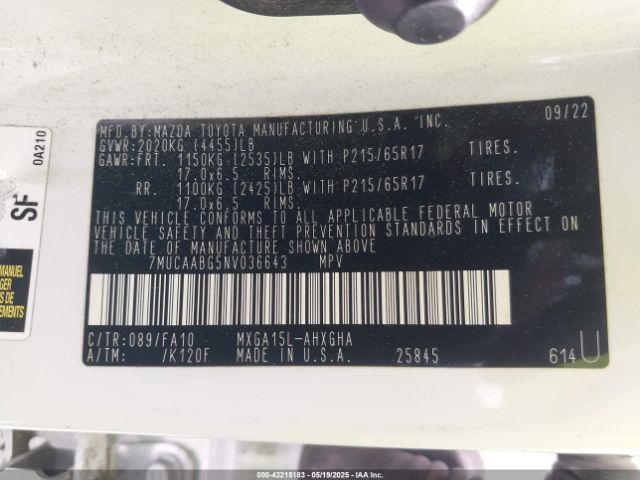 MFD.BY:MAZDA TOYOTA MANUFACTURING U.S.A. INC. 09/22
GVWR:2020KG (4455)LB
GAWR:FRT. 1150KG (2535)LB WITH P215/65R17 TIRES.
17.0x6.5 RIMS.
RR. 1100KG (2425)LB WITH P215/65R17 TIRES.
17.0x6.5 RIMS.
THIS VEHICLE CONFORMS TO ALL APPLICABLE FEDERAL MOTOR
VEHICLE SAFETY AND THEFT PREVENTION STANDARDS IN EFFECT ON
THE DATE OF MANUFACTURE SHOWN ABOVE.
7MUCAABG5NV036643 MPV
C/TR:089/FA10 MXGA15L-AHXGHA
A/TM: /K120F MADE IN U.S.A. 25845 614U
0A210
SF
MANUEL
DE
EMENTS
000-42215183 - 05/19/2025 - IAA Inc.